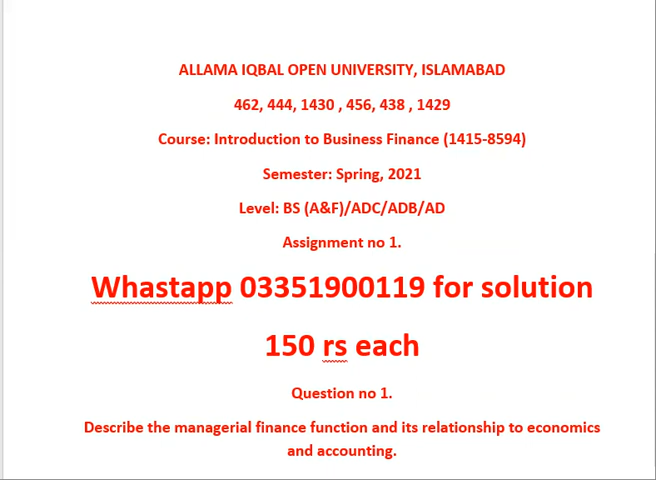 ALLAMA IQBAL OPEN UNIVERSITY, ISLAMABAD
462, 444, 1430 , 456, 438 , 1429
Course: Introduction to Business Finance (1415-8594)
Semester: Spring, 2021
Level: BS (A&F)/ADC/ADB/AD
Assignment no 1.
Whastapp 03351900119 for solution
150 rs each
Question no 1.
Describe the managerial finance function and its relationship to economics
and accounting.